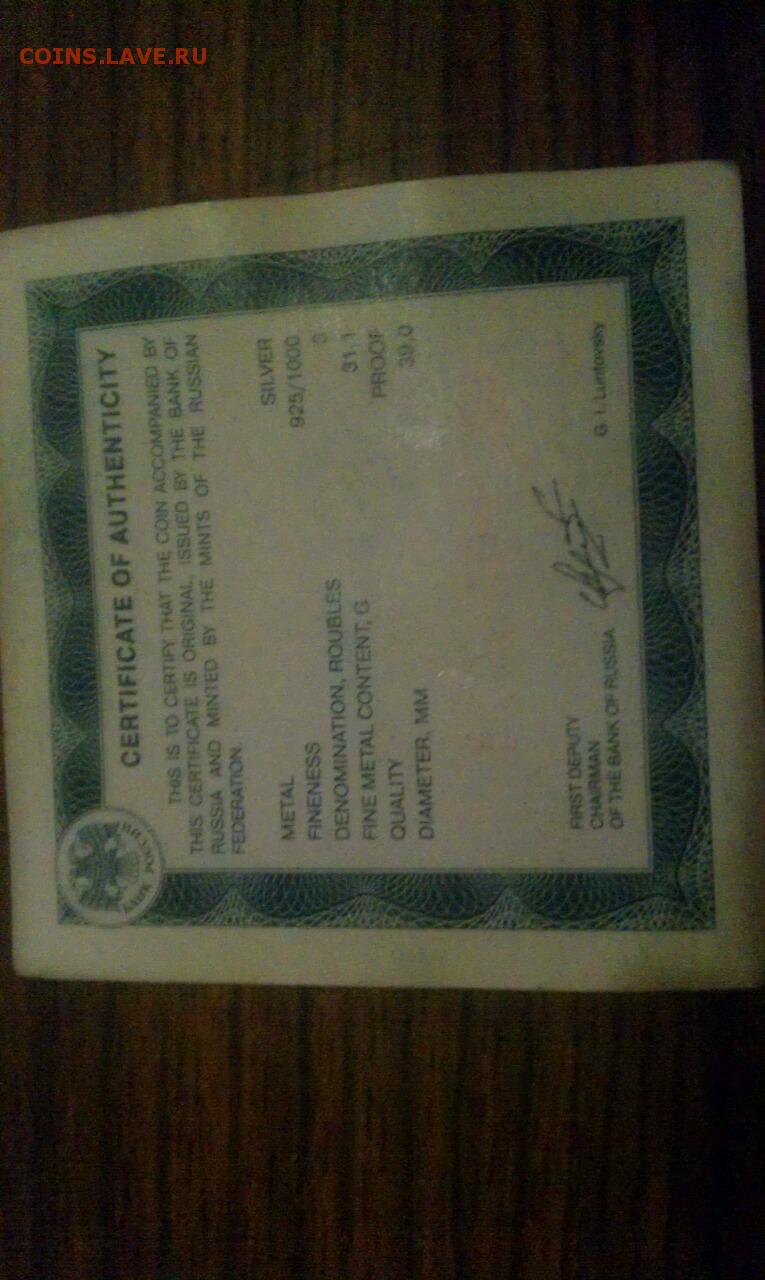 COINS.LAVE.RU
CERTIFICATE OF AUTHENTICITY
THIS IS TO CERTIFY THAT THE COIN ACCOMPANIED BY
THIS CERTIFICATE IS ORIGINAL, ISSUED BY THE BANK OF
RUSSIA AND MINTED BY THE MINTS OF THE RUSSIAN
FEDERATION.
METAL SILVER
FINENESS 925/1000
DENOMINATION, ROUBLES 3
FINE METAL CONTENT, G 31,1
QUALITY PROOF
DIAMETER, MM 39,0
FIRST DEPUTY
CHAIRMAN
OF THE BANK OF RUSSIA G. I. Luntovsky